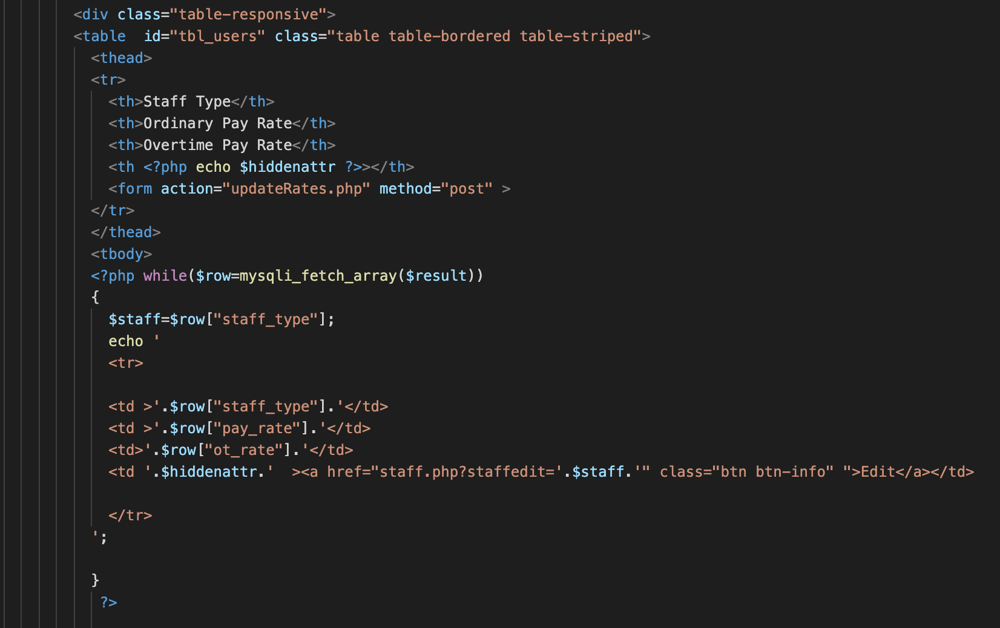 <div class="table-responsive">
<table  id="tbl_users" class="table table-bordered table-striped">
<thead>
<tr>
<th>Staff Type</th>
<th>Ordinary Pay Rate</th>
<th>Overtime Pay Rate</th>
<th <?php echo $hiddenattr ?>></th>
<form action="updateRates.php" method="post" >
</tr>
</thead>
<tbody>
<?php while($row=mysqli_fetch_array($result))
{
$staff=$row["staff_type"];
echo '
<tr>
<td >'.$row["staff_type"].'</td>
<td >'.$row["pay_rate"].'</td>
<td>'.$row["ot_rate"].'</td>
<td '.$hiddenattr.'  ><a href="staff.php?staffedit='.$staff.'" class="btn btn-info" ">Edit</a></td>
</tr>
';
}
?>